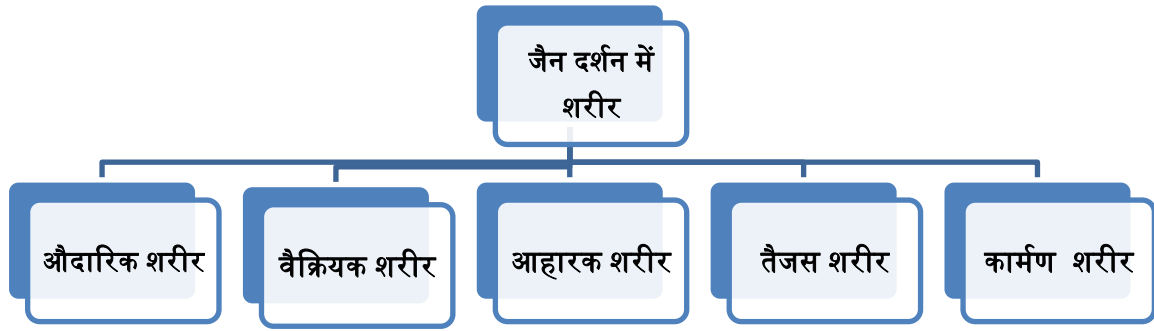 जैन दर्शन में
शरीर
औदारिक शरीर
वैक्रियक शरीर
आहारक शरीर
तैजस शरीर
कार्मण शरीर